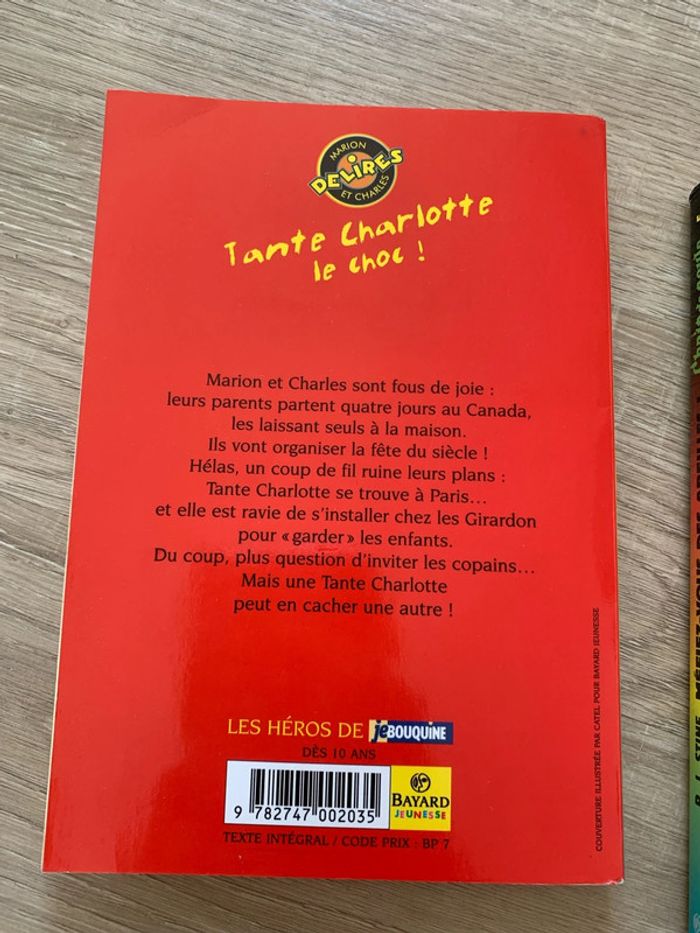 MARION
DELIRES
ET CHARLES
Tante Charlotte
le choc !
Marion et Charles sont fous de joie :
leurs parents partent quatre jours au Canada,
les laissant seuls à la maison.
Ils vont organiser la fête du siècle !
Hélas, un coup de fil ruine leurs plans :
Tante Charlotte se trouve à Paris...
et elle est ravie de s'installer chez les Girardon
pour «garder» les enfants.
Du coup, plus question d'inviter les copains...
Mais une Tante Charlotte
peut en cacher une autre !
COUVERTURE ILLUSTRÉE PAR CATEL POUR BAYARD JEUNESSE
LES HÉROS DE jeBOUQUINE
DÈS 10 ANS
9 782747 002035
BAYARD
JEUNESSE
TEXTE INTÉGRAL / CODE PRIX : BP 7
MÉFIEZ-VOUS DES